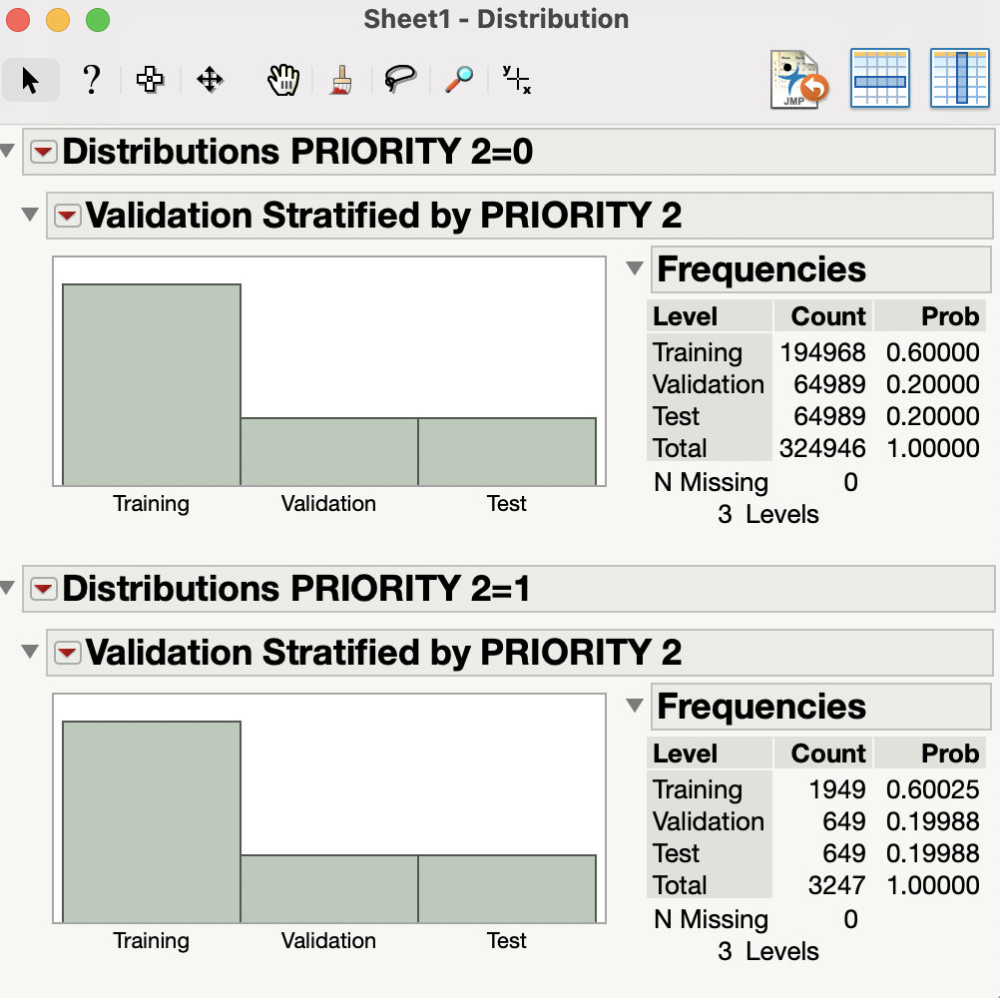 Sheet1 - Distribution
? y x JMP
Distributions PRIORITY 2=0
Validation Stratified by PRIORITY 2
Frequencies
Level Count Prob
Training 194968 0.60000
Validation 64989 0.20000
Test 64989 0.20000
Total 324946 1.00000
N Missing 0
3 Levels
Training Validation Test
Distributions PRIORITY 2=1
Validation Stratified by PRIORITY 2
Frequencies
Level Count Prob
Training 1949 0.60025
Validation 649 0.19988
Test 649 0.19988
Total 3247 1.00000
N Missing 0
3 Levels
Training Validation Test